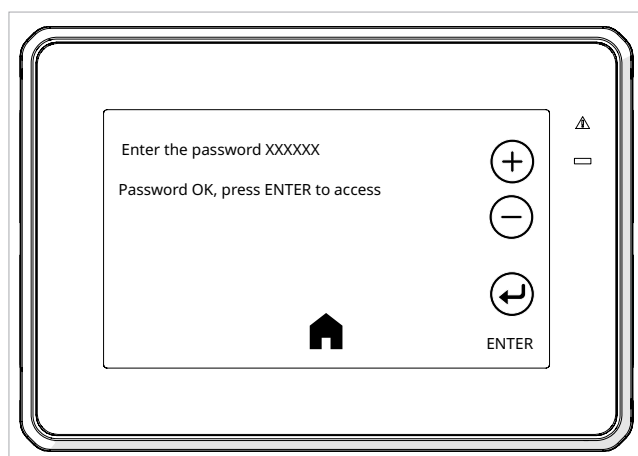 Enter the password XXXXXX
Password OK, press ENTER to access
ENTER